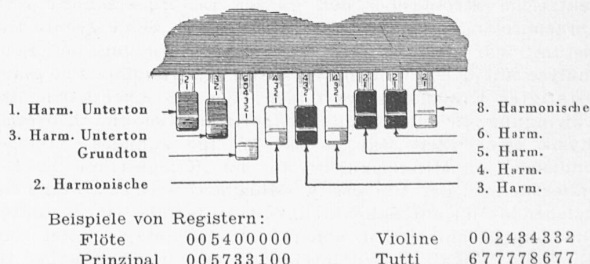 1. Harm. Unterton
3. Harm. Unterton
Grundton
2. Harmonische
8. Harmonische
6. Harm.
5. Harm.
4. Harm.
3. Harm.
Beispiele von Registern:
Flöte 005400000 Violine 002434332
Prinzipal 005733100 Tutti 677778677